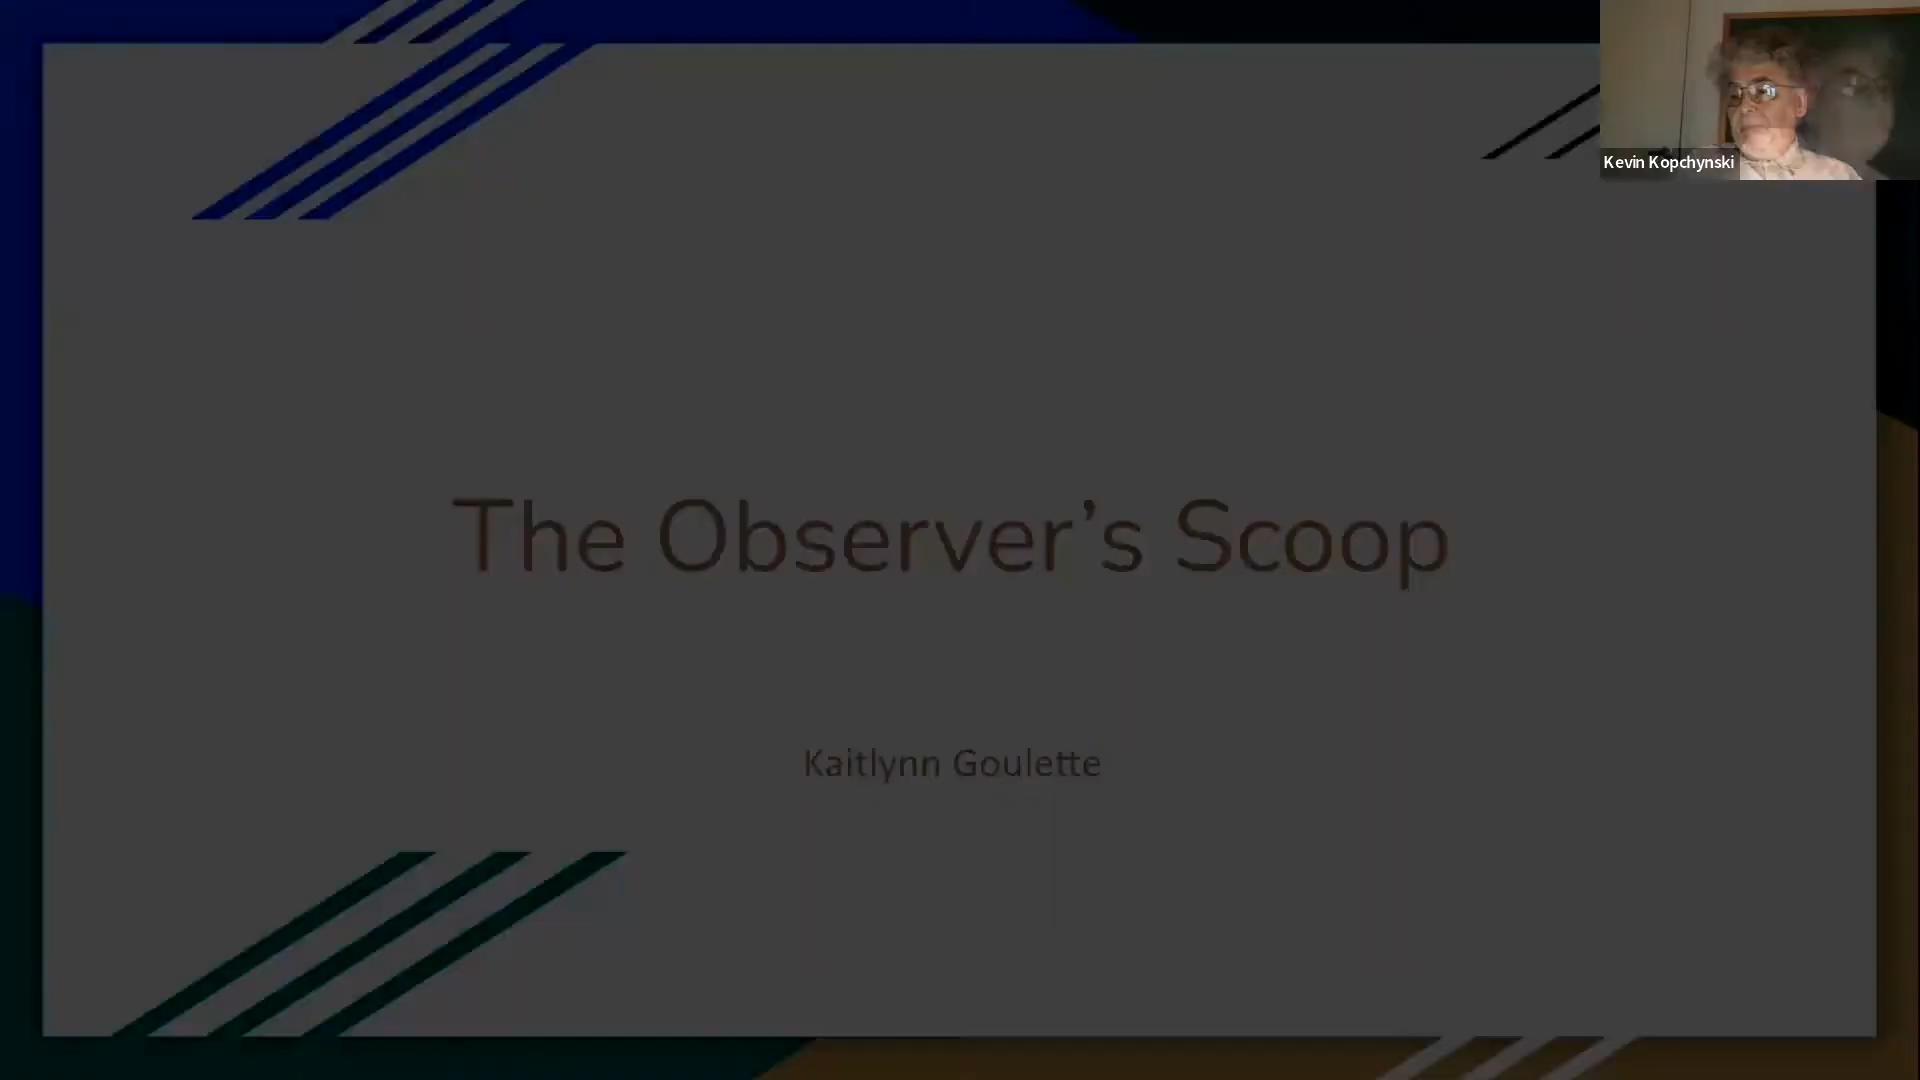 Kevin Kopchynski
The Observer’s Scoop
Kaitlynn Goulette